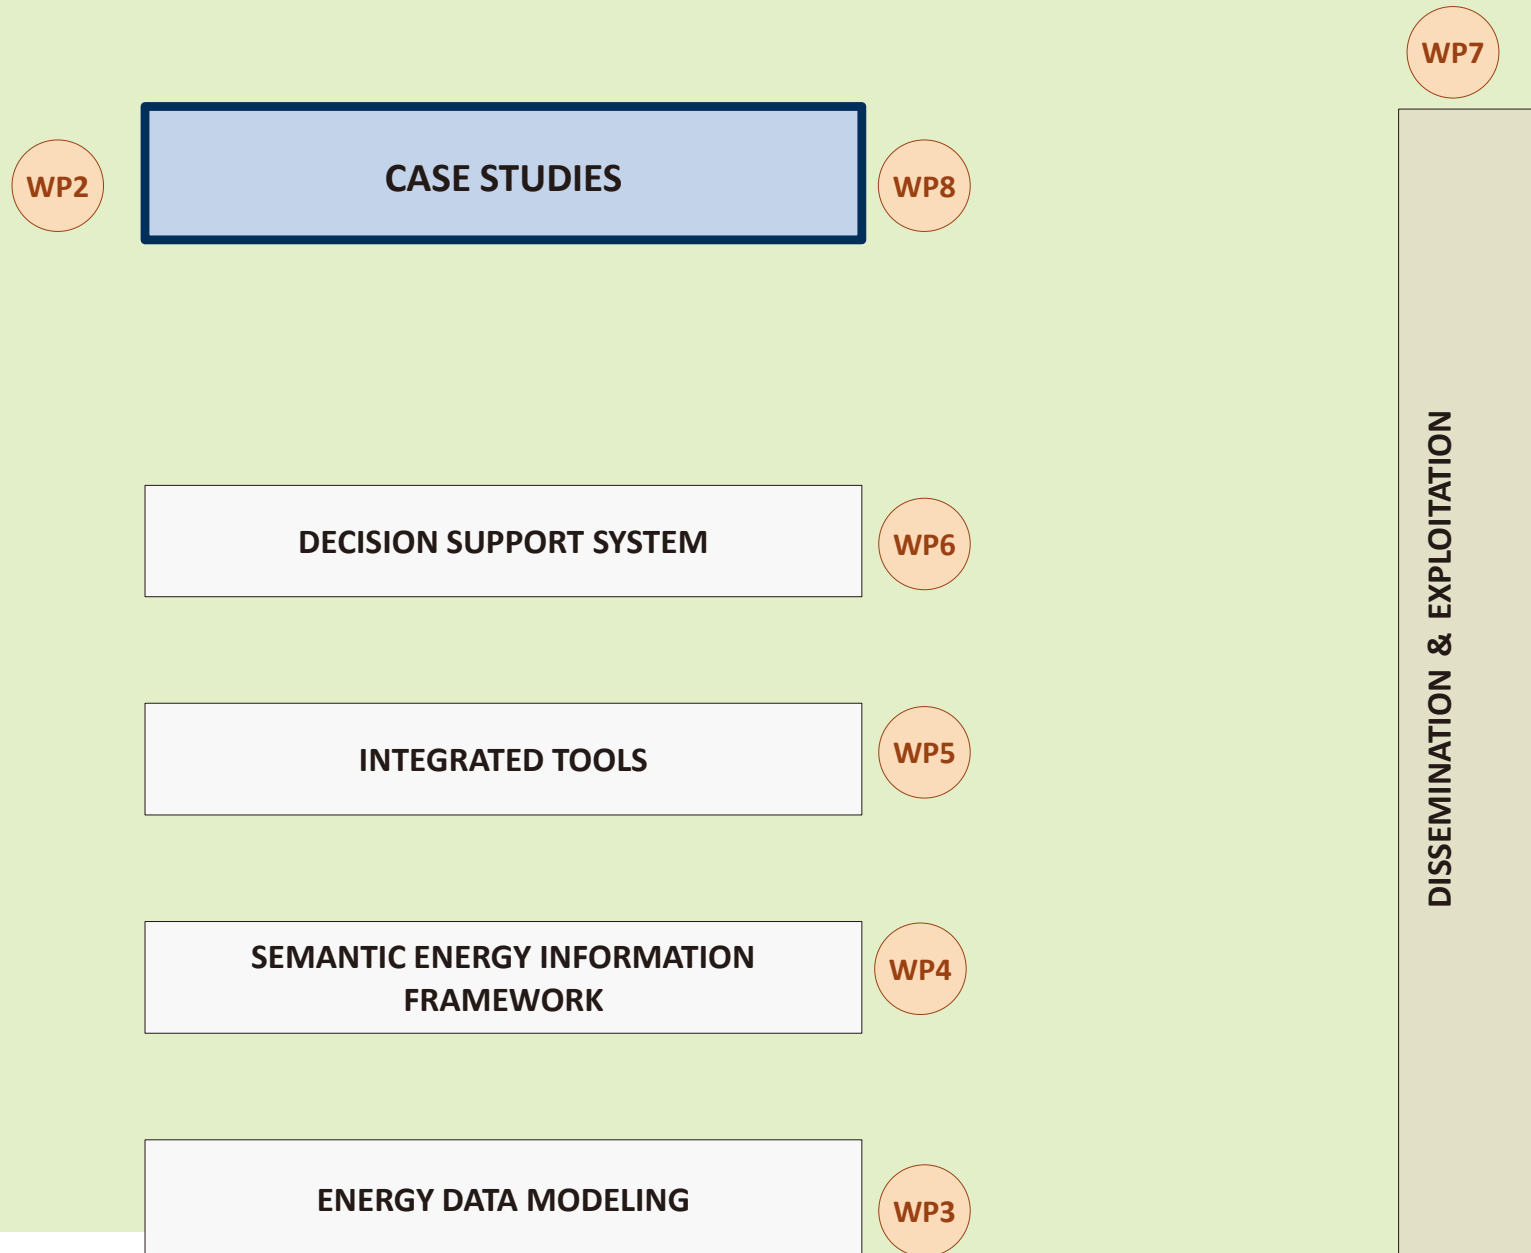 WP7
WP2
CASE STUDIES
WP8
DECISION SUPPORT SYSTEM
WP6
INTEGRATED TOOLS
WP5
SEMANTIC ENERGY INFORMATION
FRAMEWORK
WP4
ENERGY DATA MODELING
WP3
DISSEMINATION & EXPLOITATION